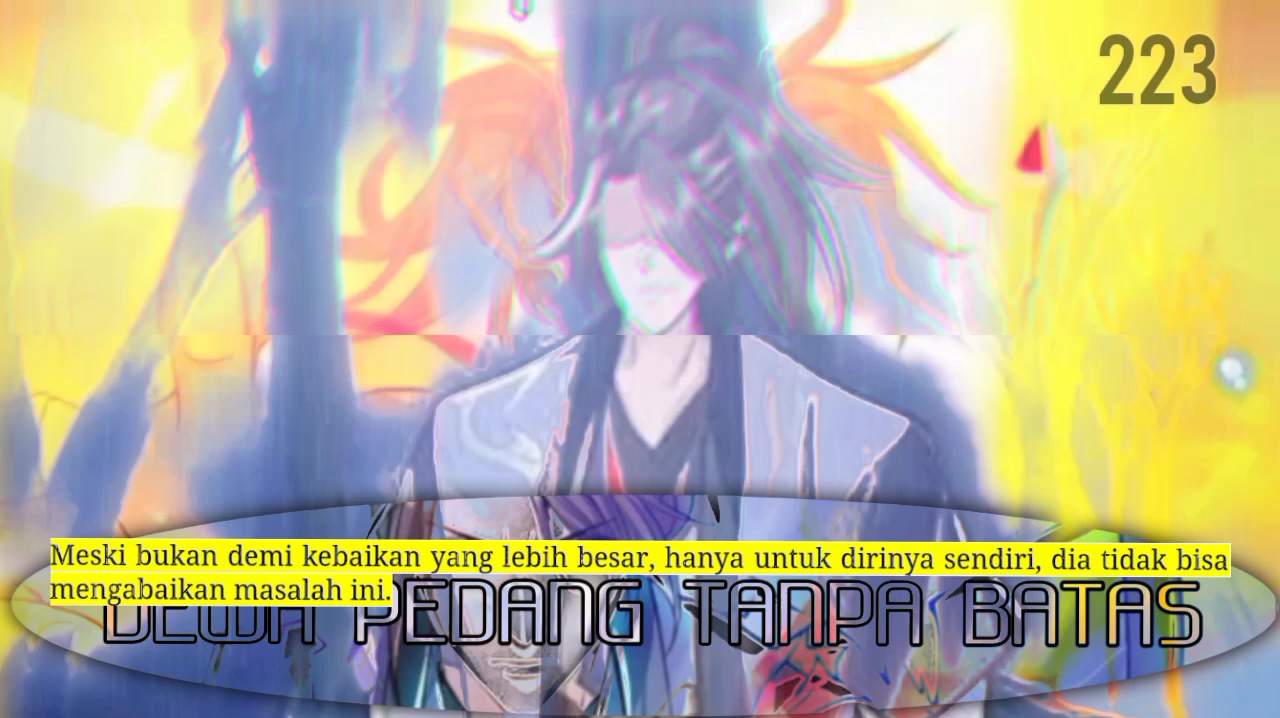 223
Meski bukan demi kebaikan yang lebih besar, hanya untuk dirinya sendiri, dia tidak bisa
mengabaikan masalah ini.
DEWA PEDANG TANPA BATAS